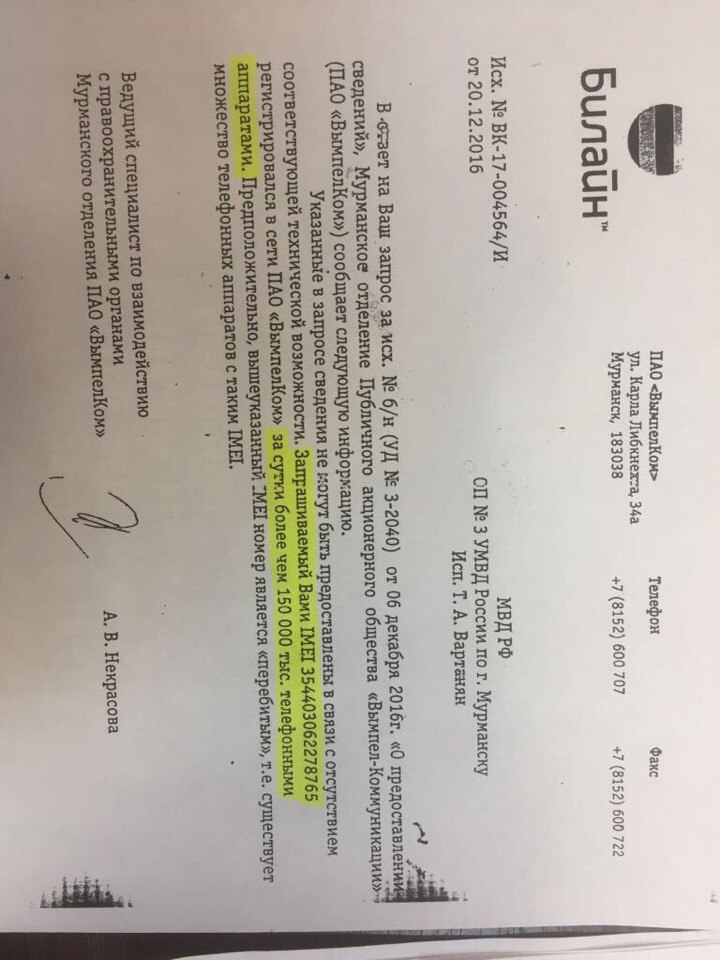 Билайн™
ПАО «ВымпелКом»
ул. Карла Либкнехта, 34а
Мурманск, 183038
Телефон
+7 (8152) 600 707
Факс
+7 (8152) 600 722
Исх. № ВК-17-004564/И
от 20.12.2016
МВД РФ
ОП № 3 УМВД России по г. Мурманску
Исп. Т. А. Вартанян
В ответ на Ваш запрос за исх. № б/н (УД № 3-2040) от 06 декабря 2016г. «О предоставлении
сведений», Мурманское отделение Публичного акционерного общества «Вымпел-Коммуникации»
(ПАО «ВымпелКом») сообщает следующую информацию.
Указанные в запросе сведения не могут быть предоставлены в связи с отсутствием
соответствующей технической возможности. Запрашиваемый Вами IMEI 354403062278765
регистрировался в сети ПАО «ВымпелКом» за сутки более чем 150 000 тыс. телефонными
аппаратами. Предположительно, вышеуказанный IMEI номер является «перебитым», т.е. существует
множество телефонных аппаратов с таким IMEI.
Ведущий специалист по взаимодействию
с правоохранительными органами
Мурманского отделения ПАО «ВымпелКом»
А. В. Некрасова